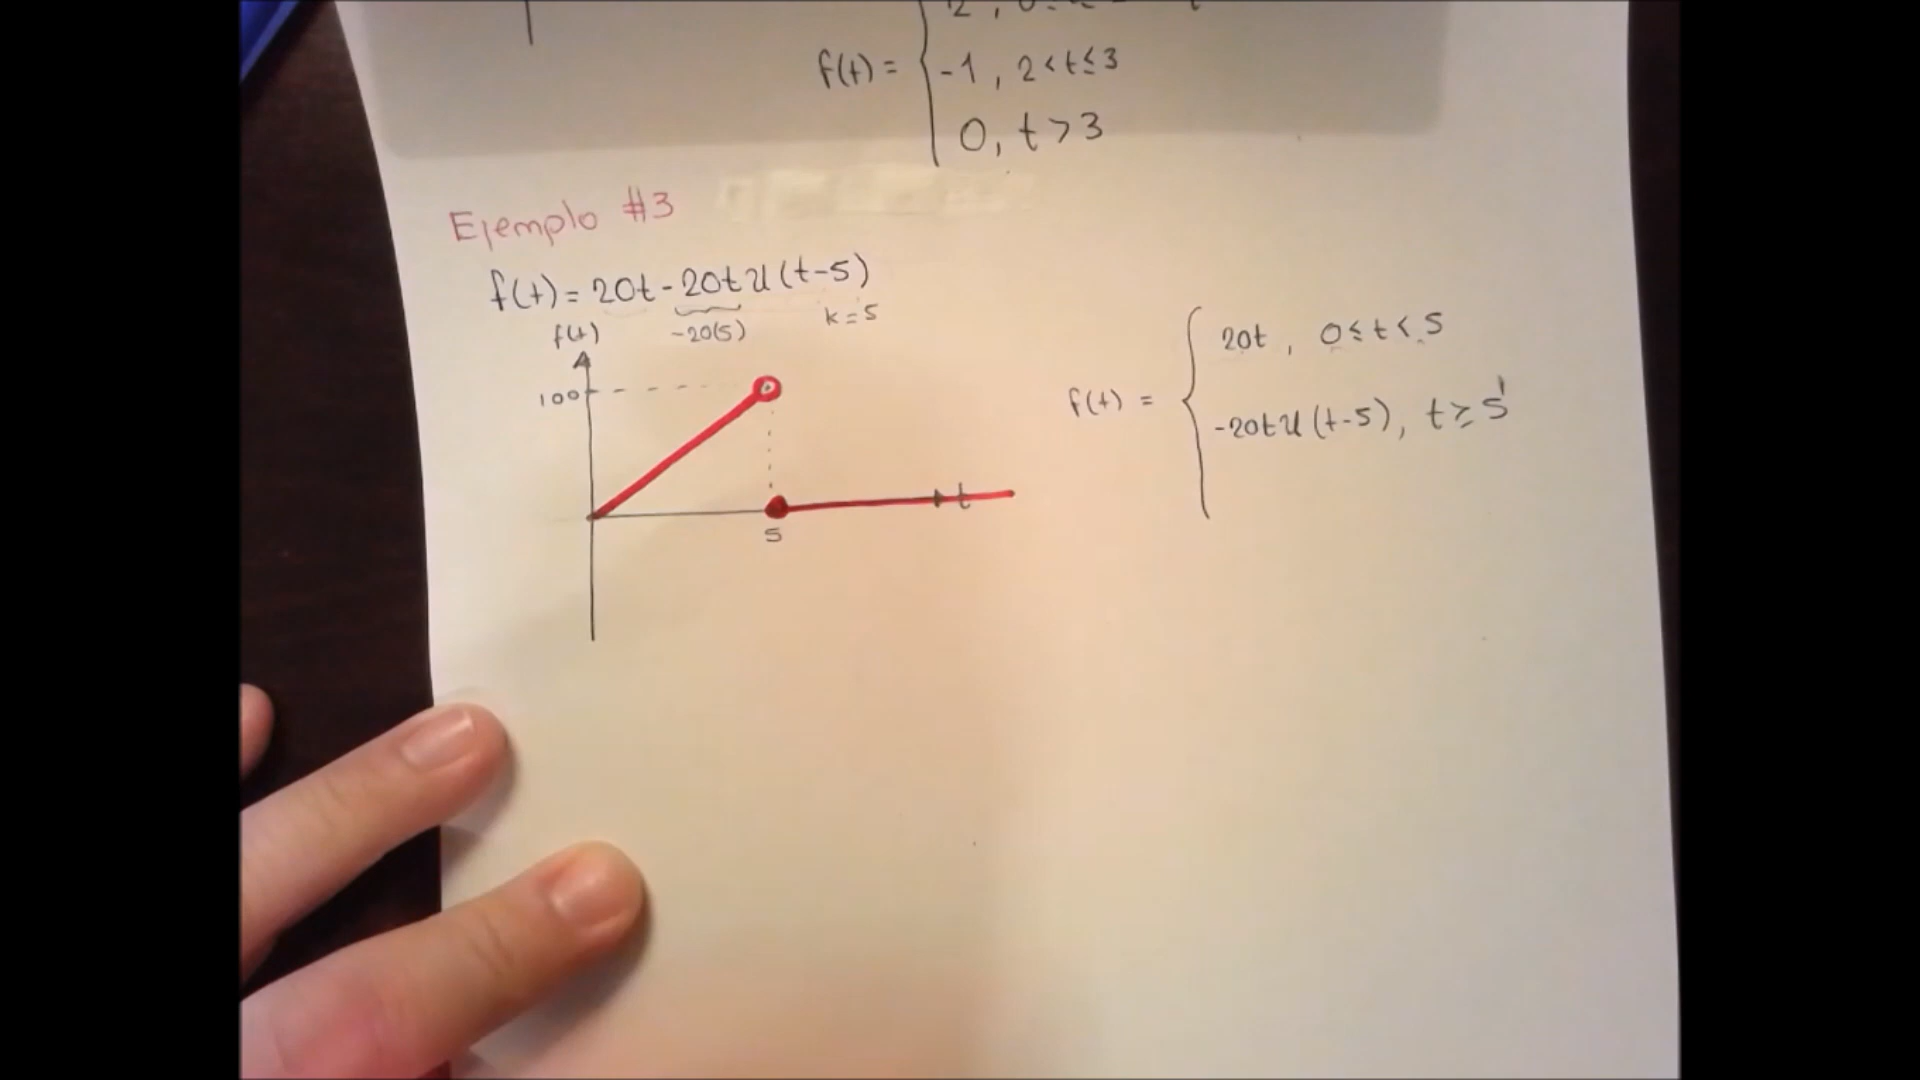 f(t) = { -1 , 2<t≤3
0, t>3
Ejemplo #3
f(t) = 20t - 20t U(t-5)
-20(5)
k=5
f(t)
100
5
t
f(t) = { 20t , 0≤t<5
-20t U(t-5), t≥5